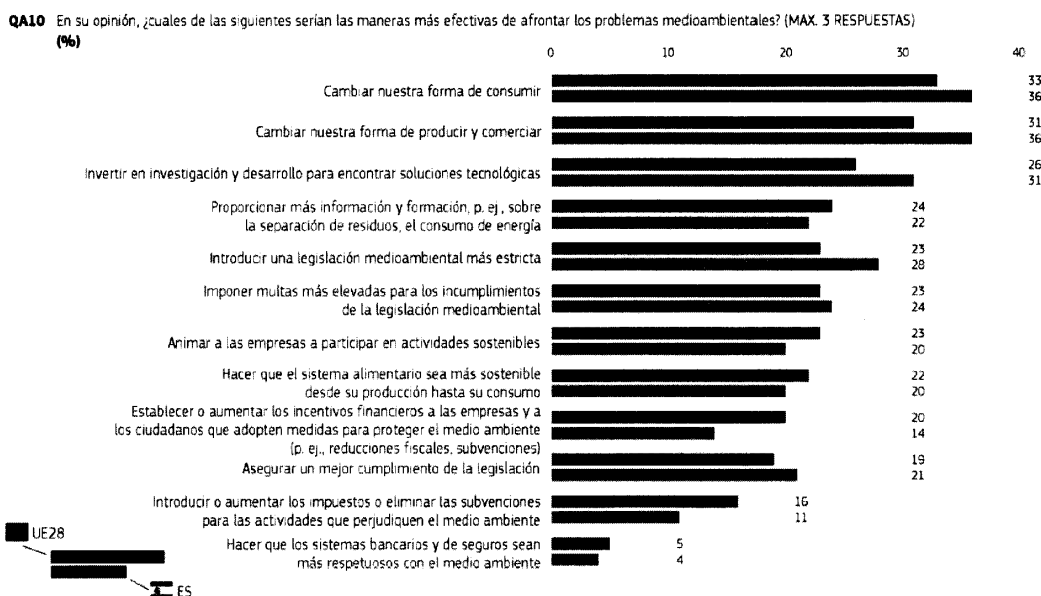 QA10 En su opinión, ¿cuales de las siguientes serían las maneras más efectivas de afrontar los problemas medioambientales? (MAX. 3 RESPUESTAS)
(%)
0 10 20 30 40
Cambiar nuestra forma de consumir
33
36
Cambiar nuestra forma de producir y comerciar
31
36
Invertir en investigación y desarrollo para encontrar soluciones tecnológicas
26
31
Proporcionar más información y formación, p. ej., sobre
la separación de residuos, el consumo de energía
24
22
Introducir una legislación medioambiental más estricta
23
28
Imponer multas más elevadas para los incumplimientos
de la legislación medioambiental
23
24
Animar a las empresas a participar en actividades sostenibles
23
20
Hacer que el sistema alimentario sea más sostenible
desde su producción hasta su consumo
22
20
Establecer o aumentar los incentivos financieros a las empresas y a
los ciudadanos que adopten medidas para proteger el medio ambiente
(p. ej., reducciones fiscales, subvenciones)
20
14
Asegurar un mejor cumplimiento de la legislación
19
21
Introducir o aumentar los impuestos o eliminar las subvenciones
para las actividades que perjudiquen el medio ambiente
16
11
Hacer que los sistemas bancarios y de seguros sean
más respetuosos con el medio ambiente
5
4
UE28
ES